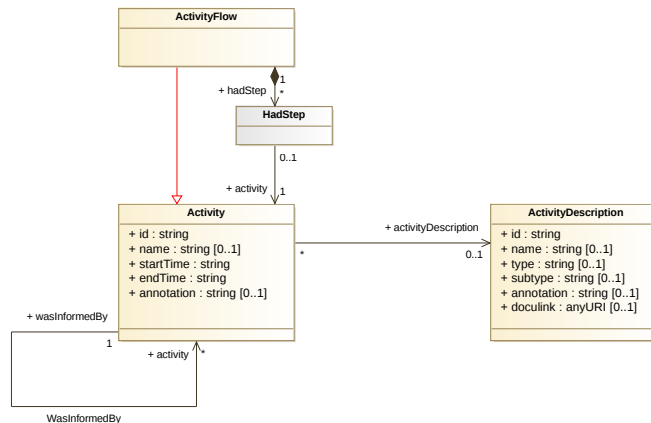 ActivityFlow
1
+ hadStep
*
HadStep
0..1
+ activity
1
Activity
+ id : string
+ name : string [0..1]
+ startTime : string
+ endTime : string
+ annotation : string [0..1]
+ activityDescription
*
0..1
ActivityDescription
+ id : string
+ name : string [0..1]
+ type : string [0..1]
+ subtype : string [0..1]
+ annotation : string [0..1]
+ doculink : anyURI [0..1]
+ wasInformedBy
1
+ activity
*
WasInformedBy